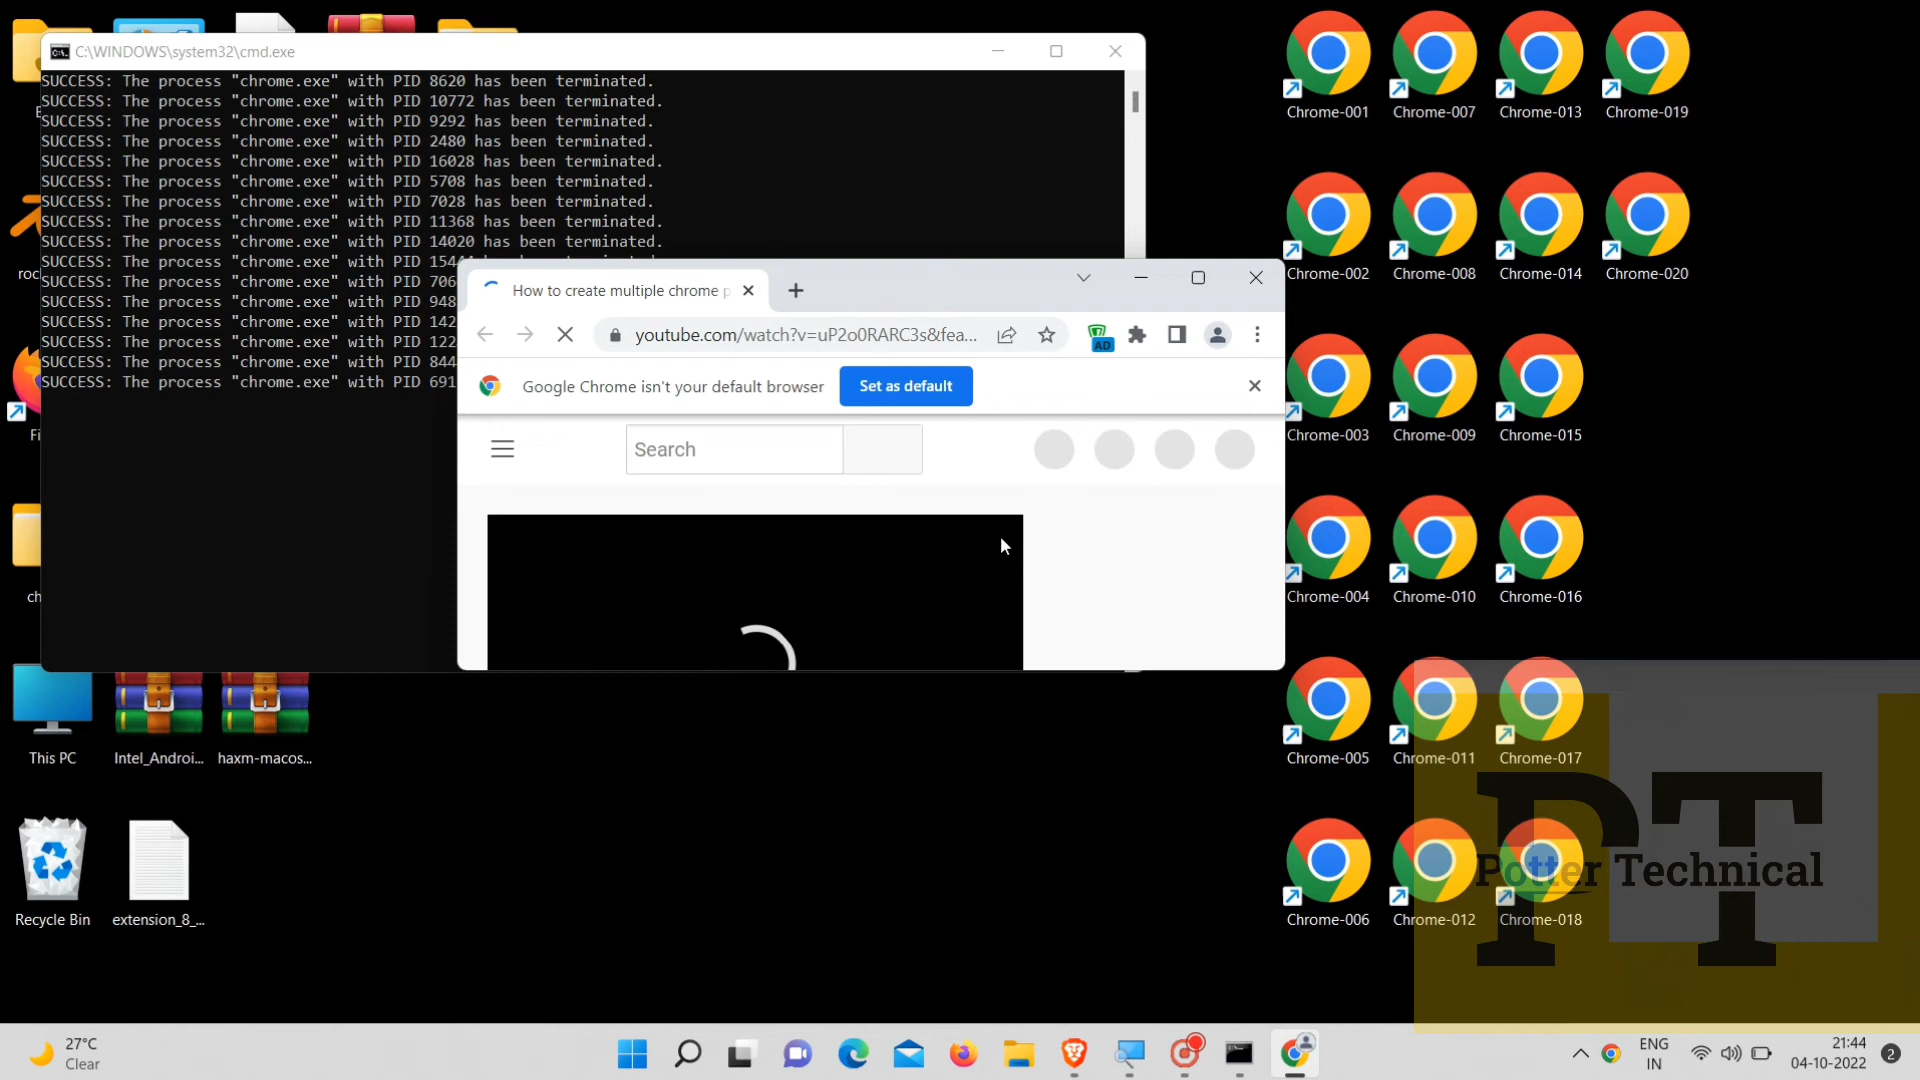 C:\WINDOWS\system32\cmd.exe
SUCCESS: The process "chrome.exe" with PID 8620 has been terminated.
SUCCESS: The process "chrome.exe" with PID 10772 has been terminated.
SUCCESS: The process "chrome.exe" with PID 9292 has been terminated.
SUCCESS: The process "chrome.exe" with PID 2480 has been terminated.
SUCCESS: The process "chrome.exe" with PID 16028 has been terminated.
SUCCESS: The process "chrome.exe" with PID 5708 has been terminated.
SUCCESS: The process "chrome.exe" with PID 7028 has been terminated.
SUCCESS: The process "chrome.exe" with PID 11368 has been terminated.
SUCCESS: The process "chrome.exe" with PID 14020 has been terminated.
SUCCESS: The process "chrome.exe" with PID
SUCCESS: The process "chrome.exe" with PID 706
SUCCESS: The process "chrome.exe" with PID 948
SUCCESS: The process "chrome.exe" with PID 142
SUCCESS: The process "chrome.exe" with PID 122
SUCCESS: The process "chrome.exe" with PID 844
SUCCESS: The process "chrome.exe" with PID 691
How to create multiple chrome p
youtube.com/watch?v=uP2o0RARC3s&fea...
AD
Google Chrome isn't your default browser
Set as default
Search
Chrome-001
Chrome-007
Chrome-013
Chrome-019
Chrome-002
Chrome-008
Chrome-014
Chrome-020
Chrome-003
Chrome-009
Chrome-015
Chrome-004
Chrome-010
Chrome-016
Chrome-005
Chrome-011
Chrome-017
Chrome-006
Chrome-012
Chrome-018
roc
Fi
ch
This PC
Intel_Androi...
haxm-macos...
Recycle Bin
extension_8_...
PT
Potter Technical
27°C
Clear
ENG
IN
21:44
04-10-2022
2